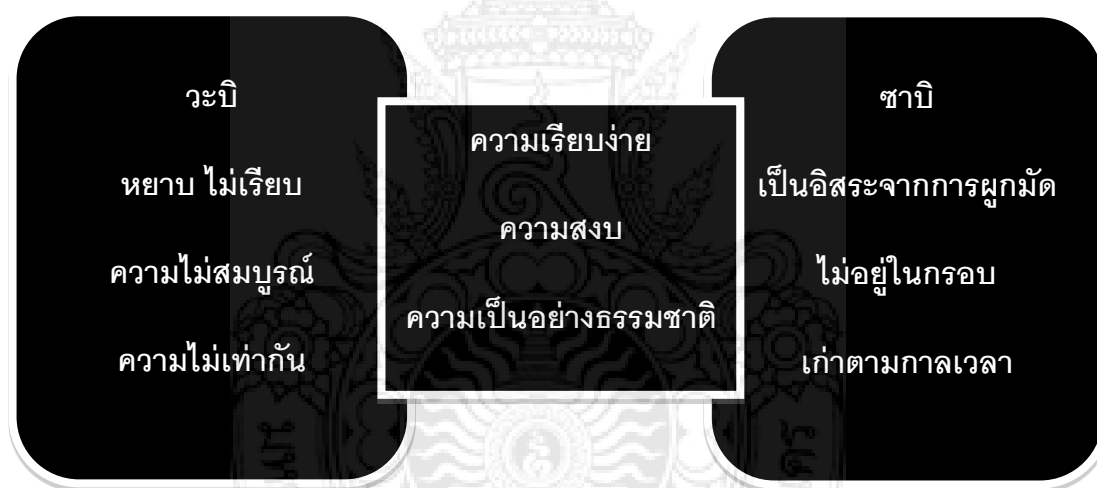 วะบิ
หยาบ ไม่เรียบ
ความไม่สมบูรณ์
ความไม่เท่ากัน
ความเรียบง่าย
ความสงบ
ความเป็นอย่างธรรมชาติ
ซาบิ
เป็นอิสระจากการผูกมัด
ไม่อยู่ในกรอบ
เก่าตามกาลเวลา